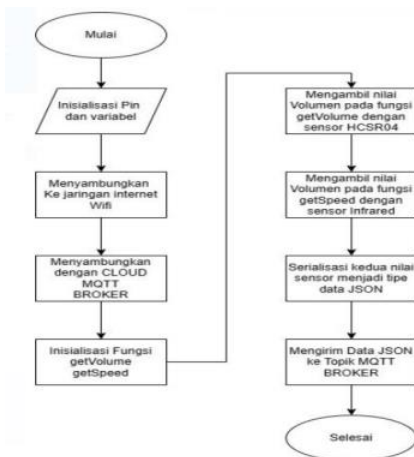 Mulai
Inisialisasi Pin
dan variabel
Menyambungkan
Ke jaringan internet
Wifi
Menyambungkan
dengan CLOUD
MQTT
BROKER
Inisialisasi Fungsi
getVolume
getSpeed
Mengambil nilai
Volumen pada fungsi
getVolume dengan
sensor HCSR04
Mengambil nilai
Volumen pada fungsi
getSpeed dengan
sensor Infrared
Serialisasi kedua nilai
sensor menjadi tipe
data JSON
Mengirim Data JSON
ke Topik MQTT
BROKER
Selesai